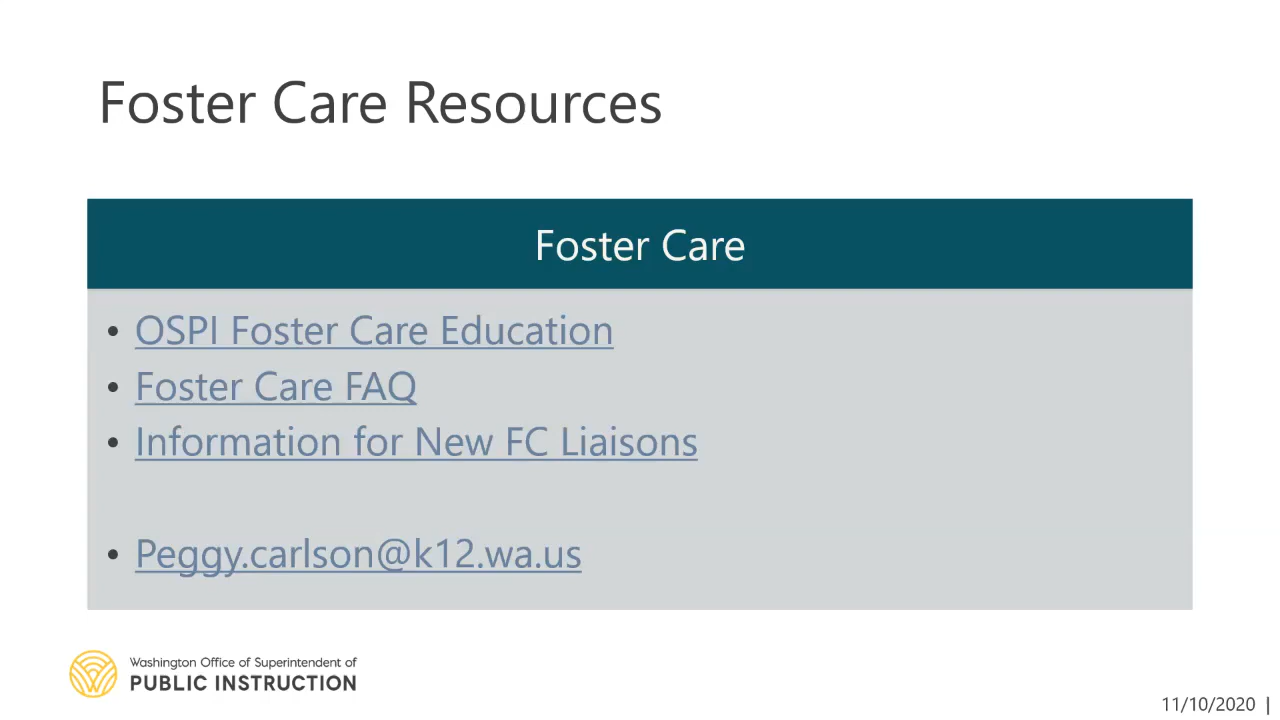 Foster Care Resources
Foster Care
• OSPI Foster Care Education
• Foster Care FAQ
• Information for New FC Liaisons
• Peggy.carlson@k12.wa.us
Washington Office of Superintendent of
PUBLIC INSTRUCTION
11/10/2020 |